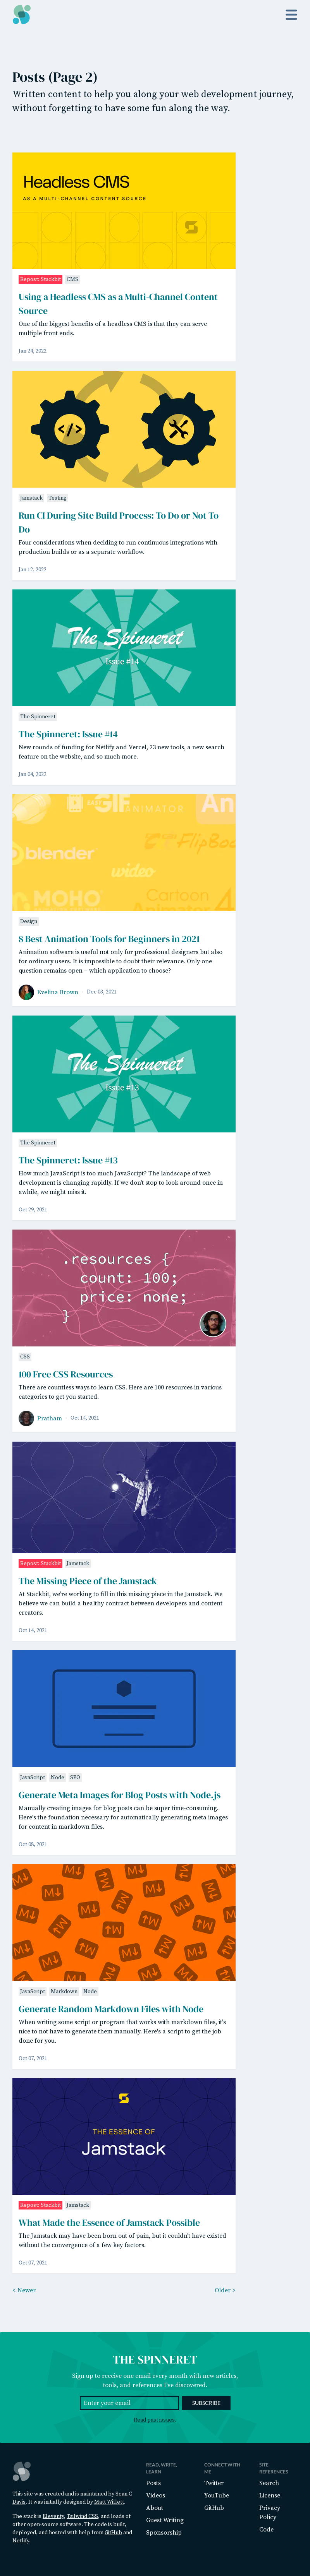 Posts (Page 2)
Written content to help you along your web development journey,
without forgetting to have some fun along the way.
Headless CMS
AS A MULTI-CHANNEL CONTENT SOURCE
Repost: Stackbit CMS
Using a Headless CMS as a Multi-Channel Content
Source
One of the biggest benefits of a headless CMS is that they can serve
multiple front ends.
Jan 24, 2022
Jamstack Testing
Run CI During Site Build Process: To Do or Not To
Do
Four considerations when deciding to run continuous integrations with
production builds or as a separate workflow.
Jan 12, 2022
The Spinneret
Issue #14
The Spinneret
The Spinneret: Issue #14
New rounds of funding for Netlify and Vercel, 23 new tools, a new search
feature on the website, and so much more.
Jan 04, 2022
GIF
ANIMATOR
An
blender
FlipBoo
video
MOHO
Cartoon
Animator 4
Design
8 Best Animation Tools for Beginners in 2021
Animation software is useful not only for professional designers but also
for ordinary users. It is impossible to doubt their relevance. Only one
question remains open – which application to choose?
Evelina Brown · Dec 03, 2021
The Spinneret
Issue #13
The Spinneret
The Spinneret: Issue #13
How much JavaScript is too much JavaScript? The landscape of web
development is changing rapidly. If we don't stop to look around once in
awhile, we might miss it.
Oct 29, 2021
.resources {
count: 100;
price: none;
}
CSS
100 Free CSS Resources
There are countless ways to learn CSS. Here are 100 resources in various
categories to get you started.
Pratham · Oct 14, 2021
Repost: Stackbit Jamstack
The Missing Piece of the Jamstack
At Stackbit, we're working to fill in this missing piece in the Jamstack. We
believe we can build a healthy contract between developers and content
creators.
Oct 14, 2021
JavaScript Node SEO
Generate Meta Images for Blog Posts with Node.js
Manually creating images for blog posts can be super time-consuming.
Here's the foundation necessary for automatically generating meta images
for content in markdown files.
Oct 08, 2021
JavaScript Markdown Node
Generate Random Markdown Files with Node
When writing some script or program that works with markdown files, it's
nice to not have to generate them manually. Here's a script to get the job
done for you.
Oct 07, 2021
THE ESSENCE OF
Jamstack
Repost: Stackbit Jamstack
What Made the Essence of Jamstack Possible
The Jamstack may have been born out of pain, but it couldn't have existed
without the convergence of a few key factors.
Oct 07, 2021
< Newer
Older >
THE SPINNERET
Sign up to receive one email every month with new articles,
tools, and references I've discovered.
Enter your email
SUBSCRIBE
Read past issues.
This site was created and is maintained by Sean C
Davis. It was initially designed by Matt Willett.
The stack is Eleventy, Tailwind CSS, and loads of
other open-source software. The code is built,
deployed, and hosted with help from GitHub and
Netlify.
READ, WRITE,
LEARN
Posts
Videos
About
Guest Writing
Sponsorship
CONNECT WITH
ME
Twitter
YouTube
GitHub
SITE
REFERENCES
Search
License
Privacy
Policy
Code